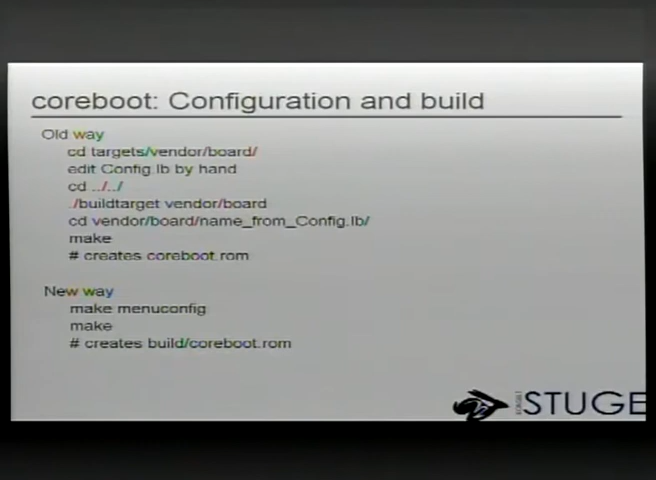 coreboot: Configuration and build
Old way
cd targets/vendor/board/
edit Config.lb by hand
cd ../../
./buildtarget vendor/board
cd vendor/board/name_from_Config.lb/
make
# creates coreboot.rom
New way
make menuconfig
make
# creates build/coreboot.rom
STUGE